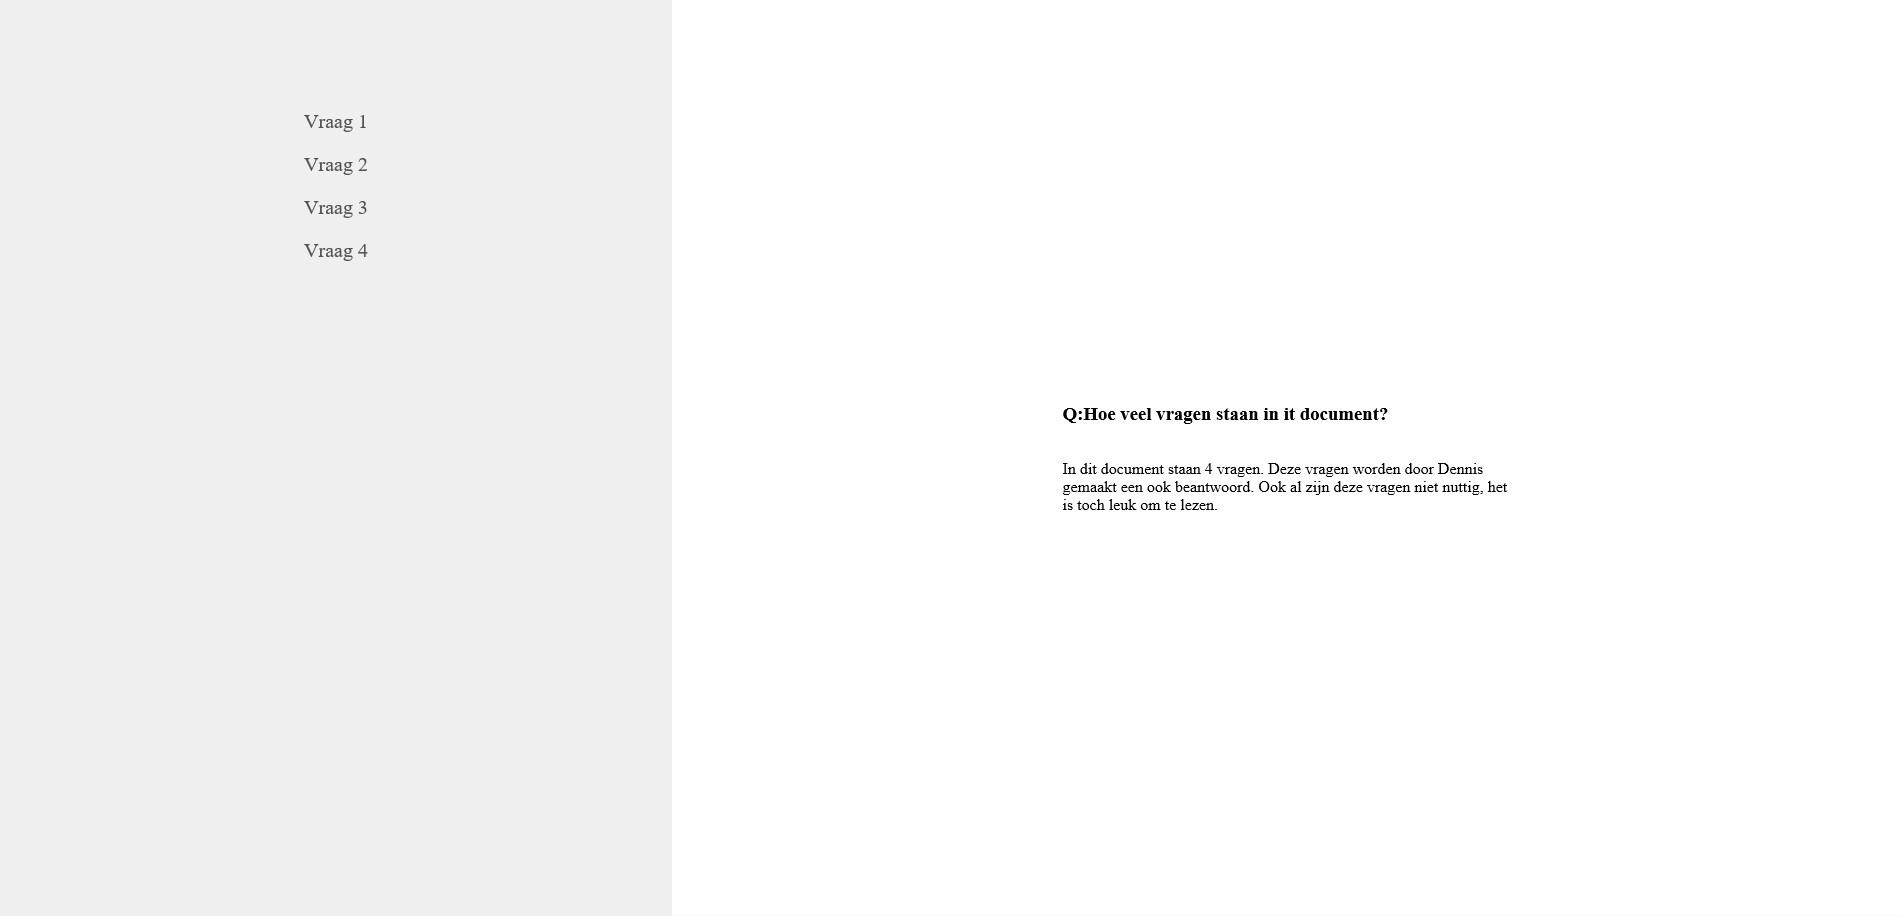 Vraag 1
Vraag 2
Vraag 3
Vraag 4
Q:Hoe veel vragen staan in it document?
In dit document staan 4 vragen. Deze vragen worden door Dennis
gemaakt een ook beantwoord. Ook al zijn deze vragen niet nuttig, het
is toch leuk om te lezen.